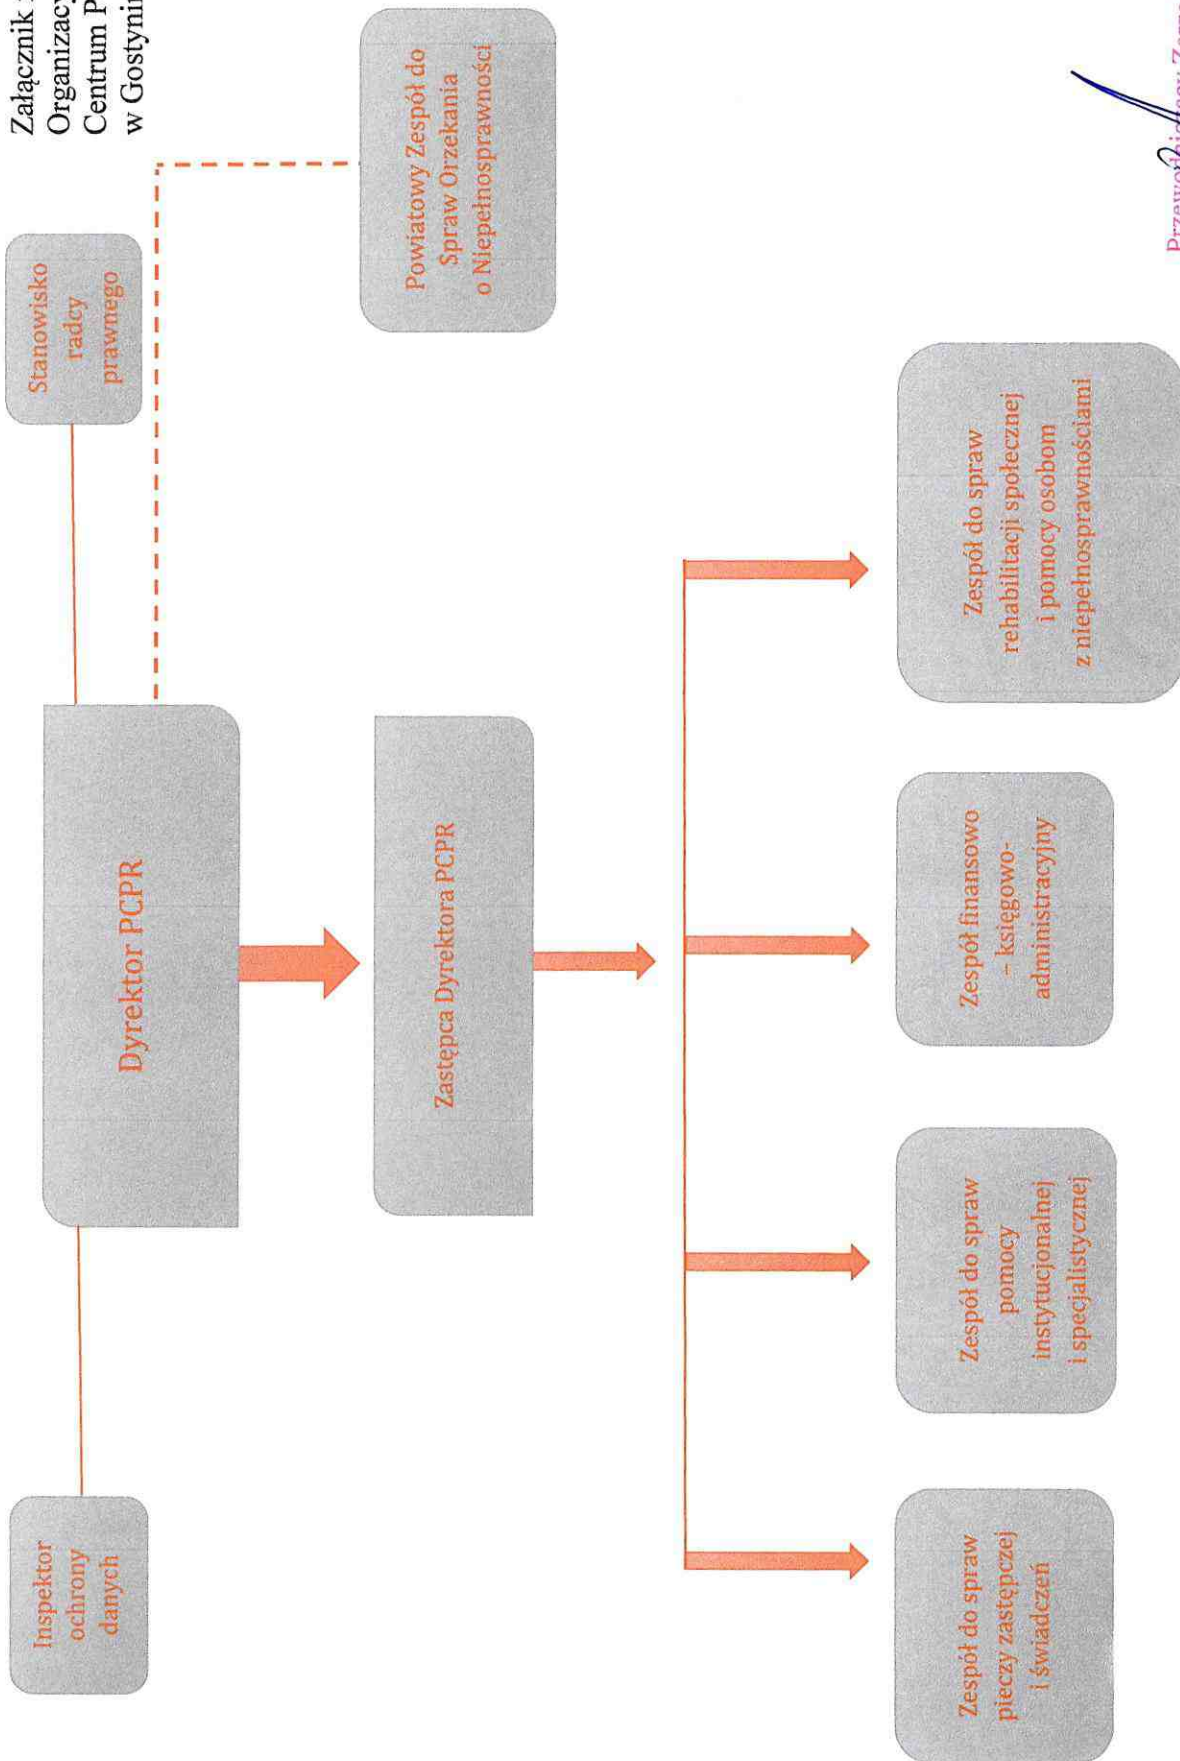 Załącznik
Organizacy
Centrum P
w Gostyni
Inspektor
ochrony
danych
Dyrektor PCPR
Stanowisko
radcy
prawnego
Zastępca Dyrektora PCPR
Powiatowy Zespół do
Spraw Orzekania
o Niepełnosprawności
Zespół do spraw
pieczy zastępczej
i świadczeń
Zespół do spraw
pomocy
instytucjonalnej
i specjalistycznej
Zespół finansowo
– księgowo-
administracyjny
Zespół do spraw
rehabilitacji społecznej
i pomocy osobom
z niepełnosprawnościami
Przewodniczący